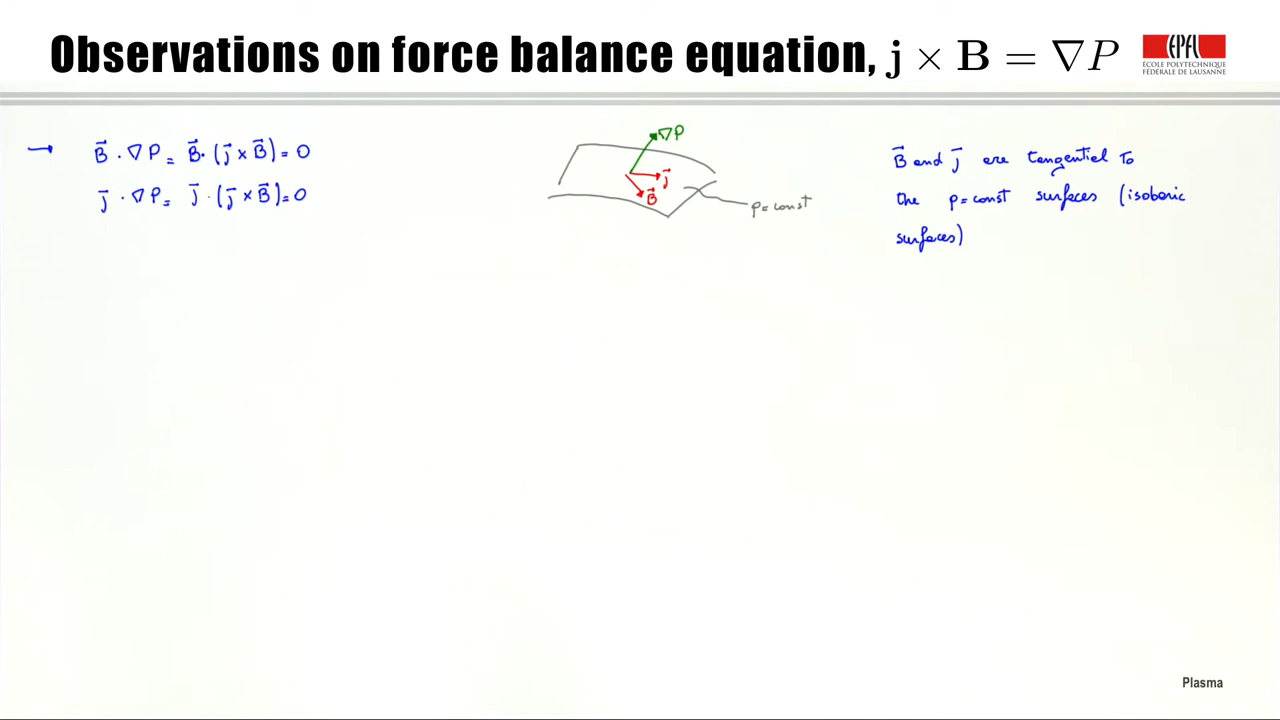 Observations on force balance equation, j × B = ∇P
EPFL
ÉCOLE POLYTECHNIQUE
FÉDÉRALE DE LAUSANNE
→ B⃗ · ∇P = B⃗ · (j⃗ × B⃗) = 0
j⃗ · ∇P = j⃗ · (j⃗ × B⃗) = 0
∇P
j⃗
B⃗
p = const
B⃗ and j⃗ are tangential to
the p = const surfaces (isobaric
surfaces)
Plasma